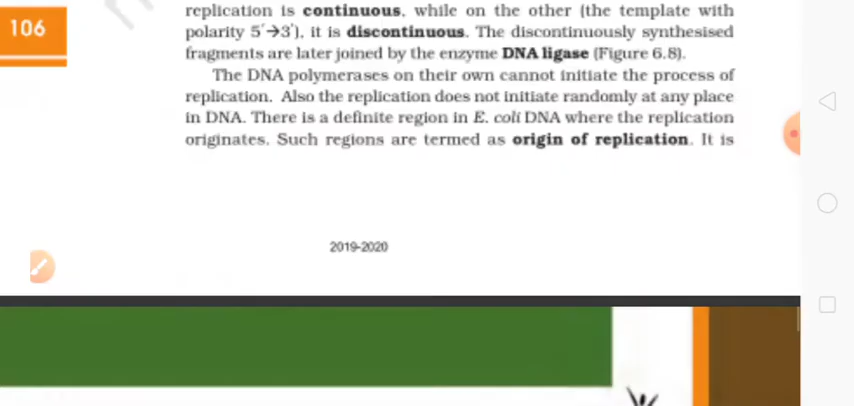 106
replication is continuous, while on the other (the template with
polarity 5′→3′), it is discontinuous. The discontinuously synthesised
fragments are later joined by the enzyme DNA ligase (Figure 6.8).
The DNA polymerases on their own cannot initiate the process of
replication. Also the replication does not initiate randomly at any place
in DNA. There is a definite region in E. coli DNA where the replication
originates. Such regions are termed as origin of replication. It is
2019-2020